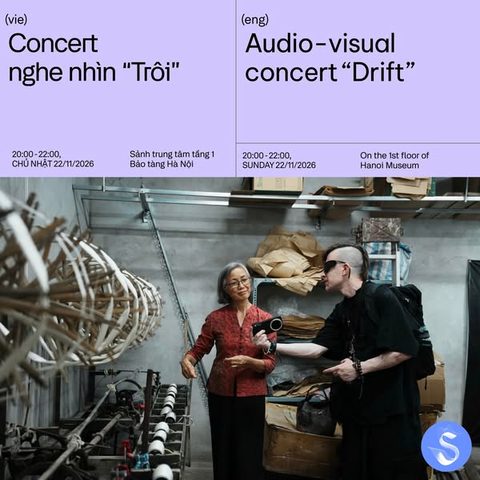 (vie)
Concert
nghe nhìn "Trôi"
20:00-22:00,
CHỦ NHẬT 22/11/2026
Sảnh trung tâm tầng 1
Bảo tàng Hà Nội
(eng)
Audio-visual
concert “Drift”
20:00-22:00,
SUNDAY 22/11/2026
On the 1st floor of
Hanoi Museum
S